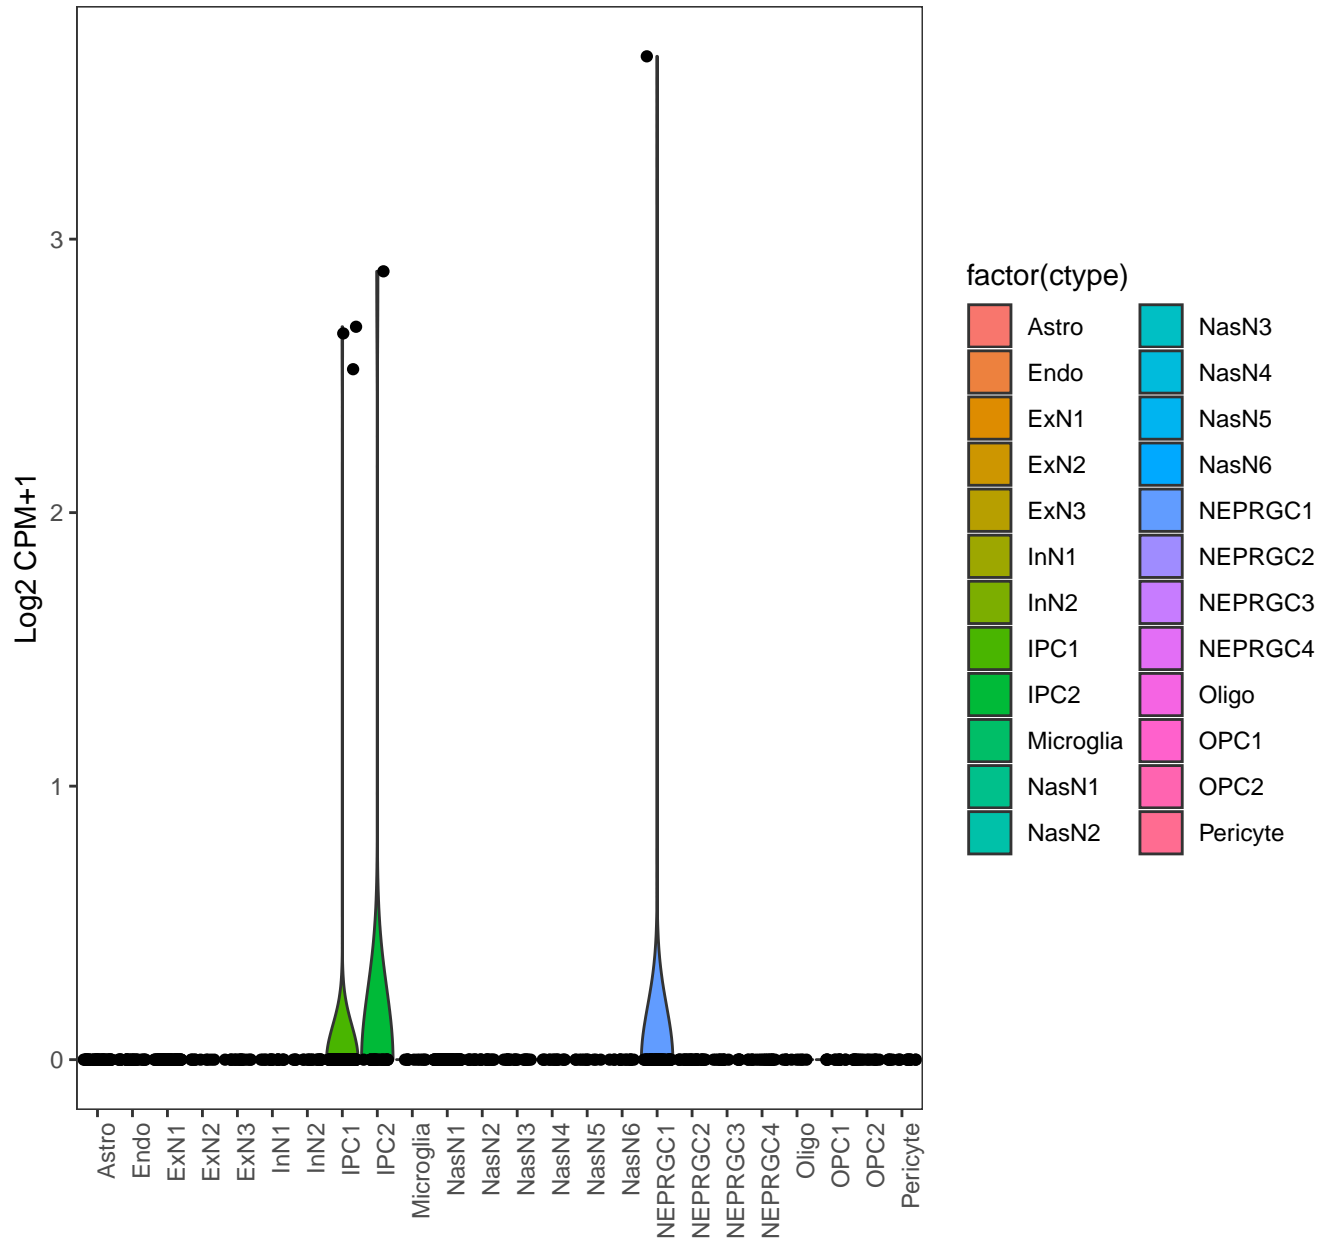 3
2
1
0
Log2 CPM+1
Astro
Endo
ExN1
ExN2
ExN3
InN1
InN2
IPC1
IPC2
Microglia
NasN1
NasN2
NasN3
NasN4
NasN5
NasN6
NEPRGC1
NEPRGC2
NEPRGC3
NEPRGC4
Oligo
OPC1
OPC2
Pericyte
factor(ctype)
Astro
Endo
ExN1
ExN2
ExN3
InN1
InN2
IPC1
IPC2
Microglia
NasN1
NasN2
NasN3
NasN4
NasN5
NasN6
NEPRGC1
NEPRGC2
NEPRGC3
NEPRGC4
Oligo
OPC1
OPC2
Pericyte